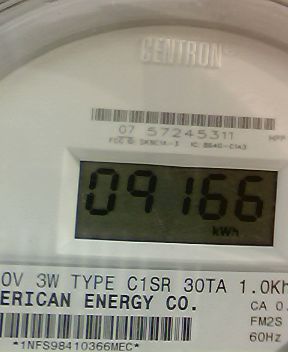 CENTRON
07 57245311
09166
kWh
0V 3W TYPE C1SR 30TA 1.0Kh
ERICAN ENERGY CO.
CA 0.
FM2S
60Hz
*1NFS98410366MEC*